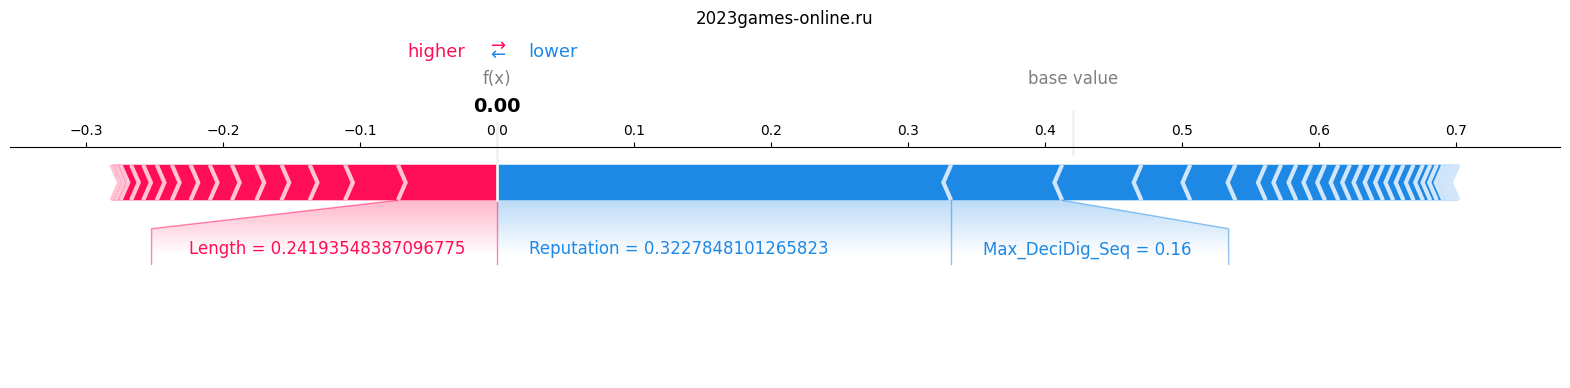 2023games-online.ru
higher ⇄ lower
f(x) base value
0.00
−0.3 −0.2 −0.1 0.0 0.1 0.2 0.3 0.4 0.5 0.6 0.7
Length = 0.24193548387096775 Reputation = 0.3227848101265823 Max_DeciDig_Seq = 0.16